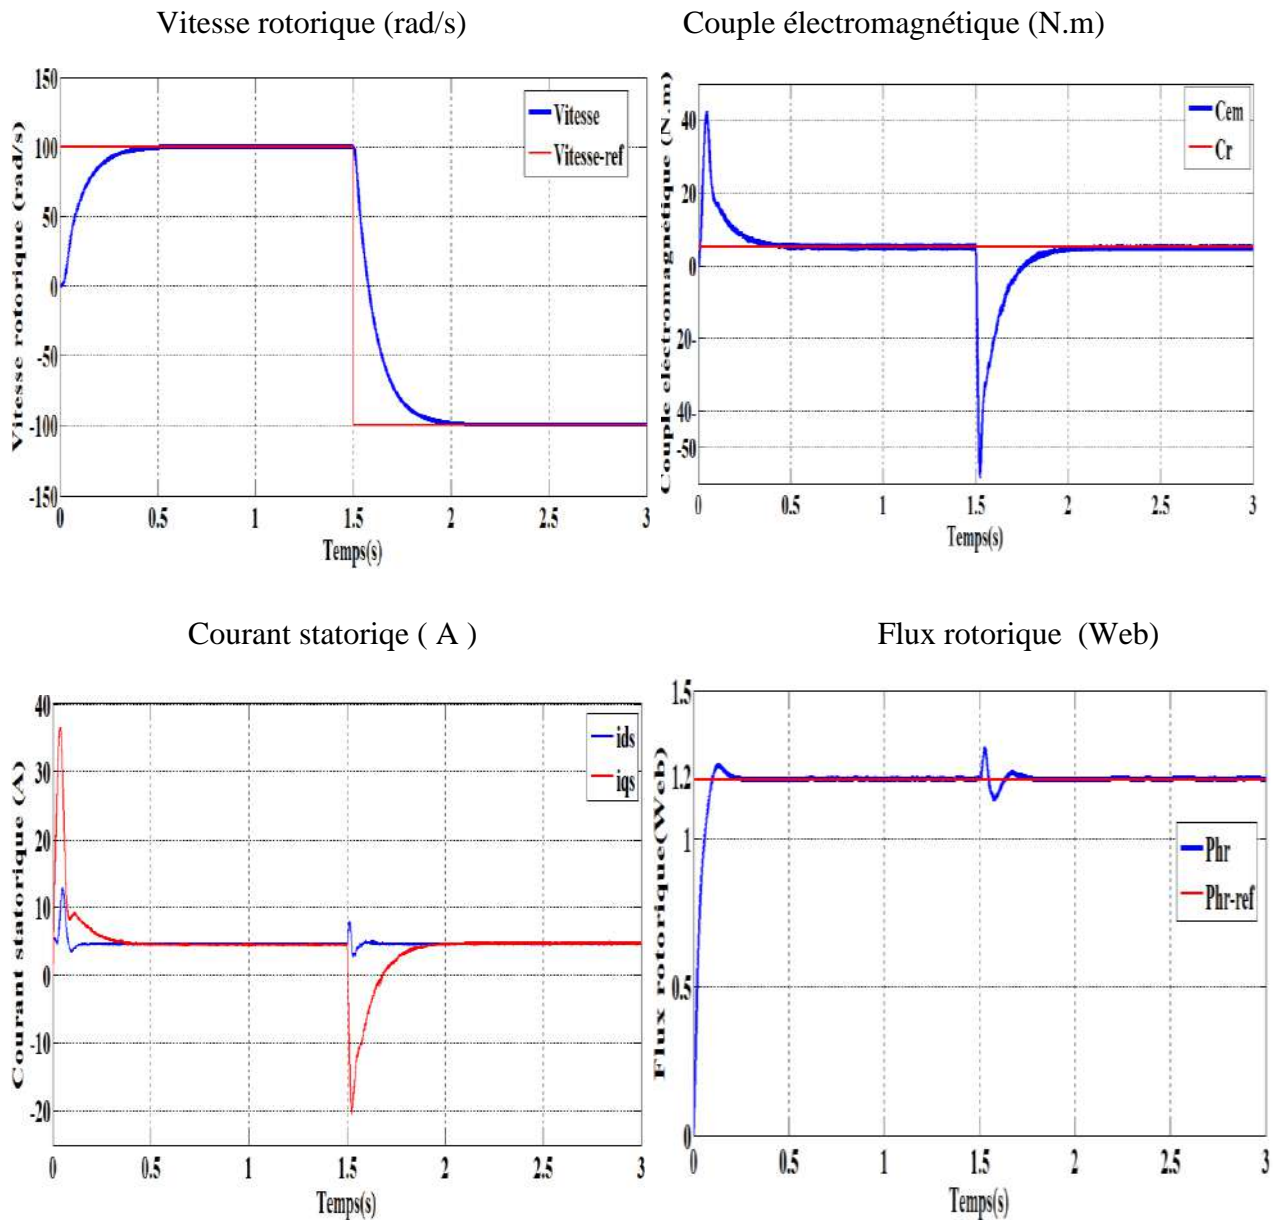 Vitesse rotorique (rad/s)
Couple électromagnétique (N.m)
Vitesse rotorique (rad/s)
150
100
50
0
-50
-100
-150
Vitesse
Vitesse-ref
0
0.5
1
1.5
2
2.5
3
Temps(s)
Couple eléctromagnétique (N.m)
40
20
0
20-
40-
-50
Cem
Cr
0
0.5
1
1.5
2
2.5
3
Temps(s)
Courant statoriqe ( A )
Flux rotorique (Web)
Courant statorique (A)
40
30
20
10
0
-10
-20
ids
iqs
0
0.5
1
1.5
2
2.5
3
Temps(s)
Flux rotorique(Web)
1.5
1.2
1
0.5
0
Phr
Phr-ref
0
0.5
1
1.5
2
2.5
3
Temps(s)